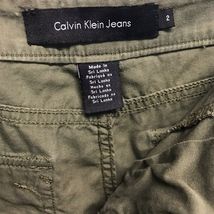 Calvin Klein Jeans
2
Made in
Sri Lanka
Fabriqué au
Sri Lanka
Hecho en
Sri Lanka
Fabricado en
Sri Lanka